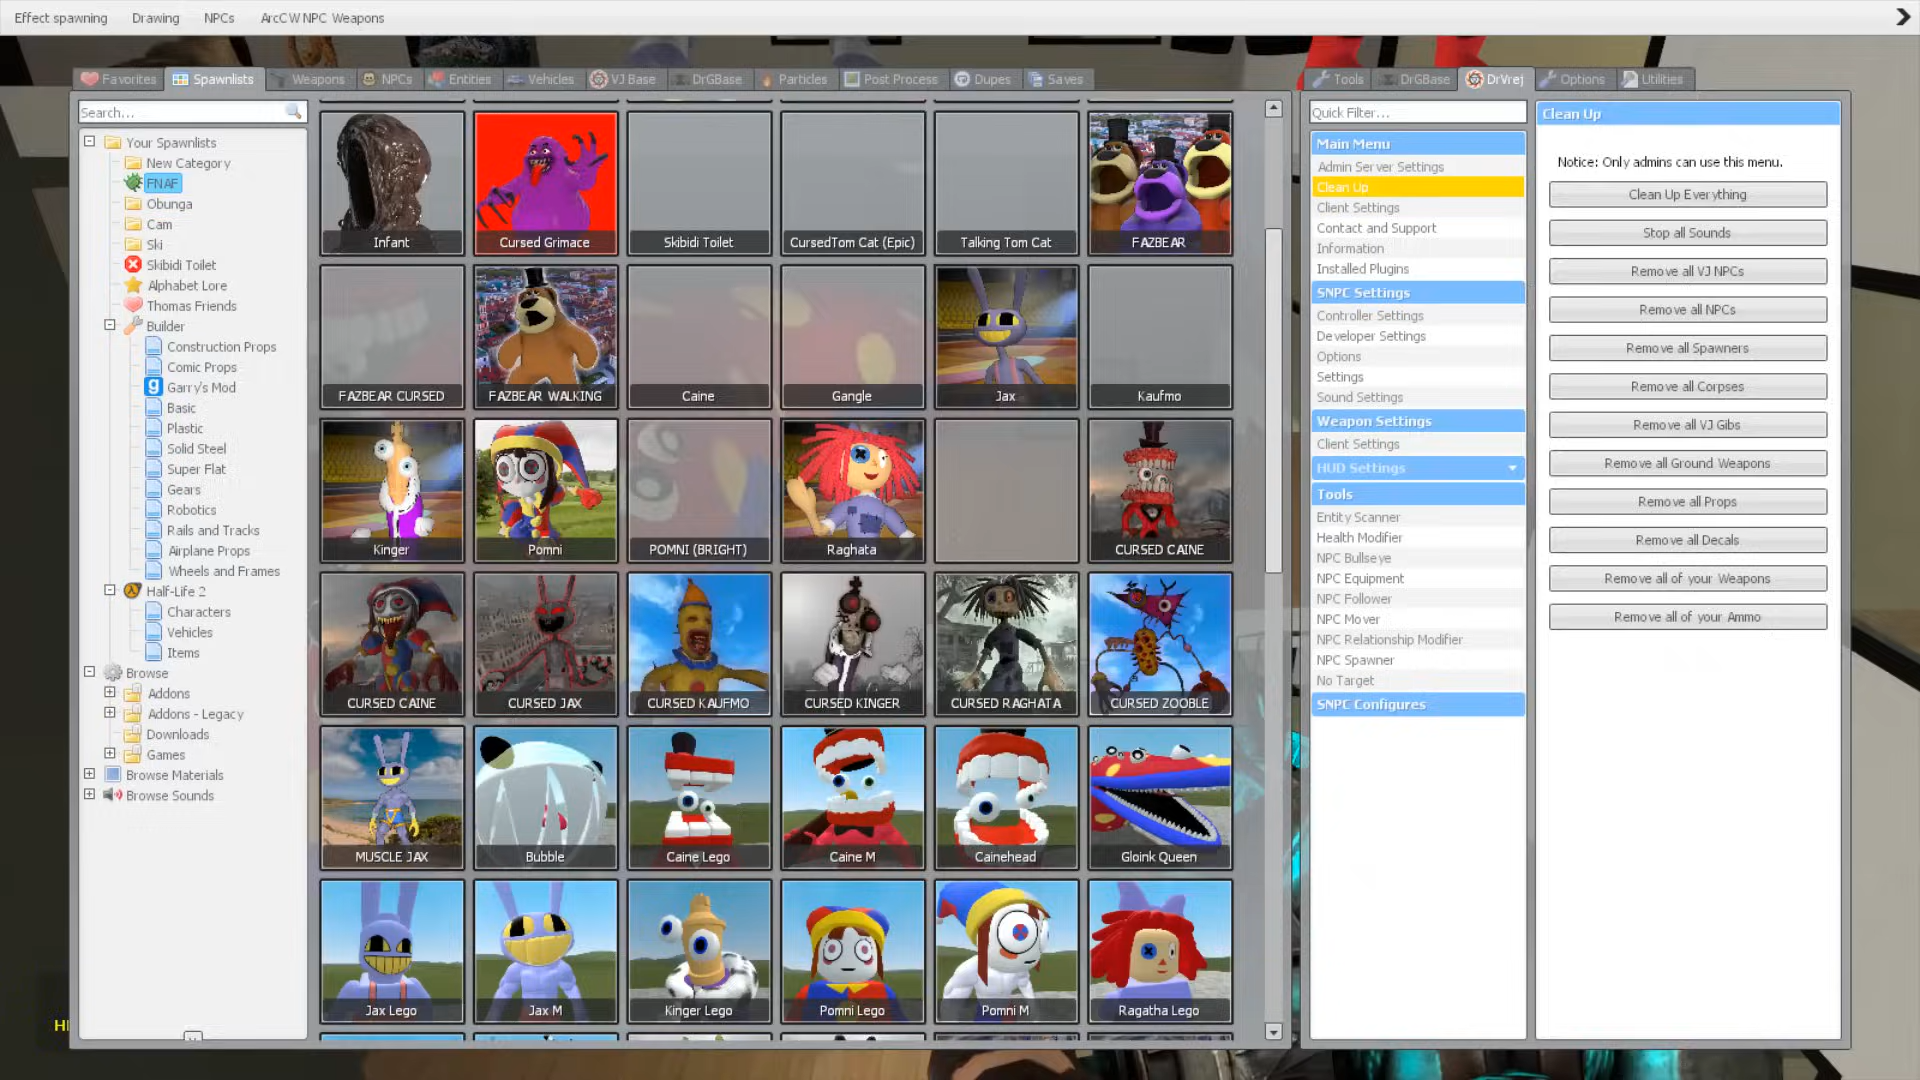 Effect spawning Drawing NPCs ArcCW NPC Weapons
Favorites Spawnlists Weapons NPCs Entities Vehicles VJ Base DrGBase Particles Post Process Dupes Saves
Search...
Your Spawnlists
New Category
FNAF
Obunga
Cam
Ski
Skibidi Toilet
Alphabet Lore
Thomas Friends
Builder
Construction Props
Comic Props
Garry's Mod
Basic
Plastic
Solid Steel
Super Flat
Gears
Robotics
Rails and Tracks
Airplane Props
Wheels and Frames
Half-Life 2
Characters
Vehicles
Items
Browse
Addons
Addons - Legacy
Downloads
Games
Browse Materials
Browse Sounds
Infant Cursed Grimace Skibidi Toilet CursedTom Cat (Epic) Talking Tom Cat FAZBEAR
FAZBEAR CURSED FAZBEAR WALKING Caine Gangle Jax Kaufmo
Kinger Pomni POMNI (BRIGHT) Raghata CURSED CAINE
CURSED CAINE CURSED JAX CURSED KAUFMO CURSED KINGER CURSED RAGHATA CURSED ZOOBLE
MUSCLE JAX Bubble Caine Lego Caine M Cainehead Gloink Queen
Jax Lego Jax M Kinger Lego Pomni Lego Pomni M Ragatha Lego
Tools DrGBase DrVrej Options Utilities
Quick Filter...
Main Menu
Admin Server Settings
Clean Up
Client Settings
Contact and Support
Information
Installed Plugins
SNPC Settings
Controller Settings
Developer Settings
Options
Settings
Sound Settings
Weapon Settings
Client Settings
HUD Settings
Tools
Entity Scanner
Health Modifier
NPC Bullseye
NPC Equipment
NPC Follower
NPC Mover
NPC Relationship Modifier
NPC Spawner
No Target
SNPC Configures
Clean Up
Notice: Only admins can use this menu.
Clean Up Everything
Stop all Sounds
Remove all VJ NPCs
Remove all NPCs
Remove all Spawners
Remove all Corpses
Remove all VJ Gibs
Remove all Ground Weapons
Remove all Props
Remove all Decals
Remove all of your Weapons
Remove all of your Ammo